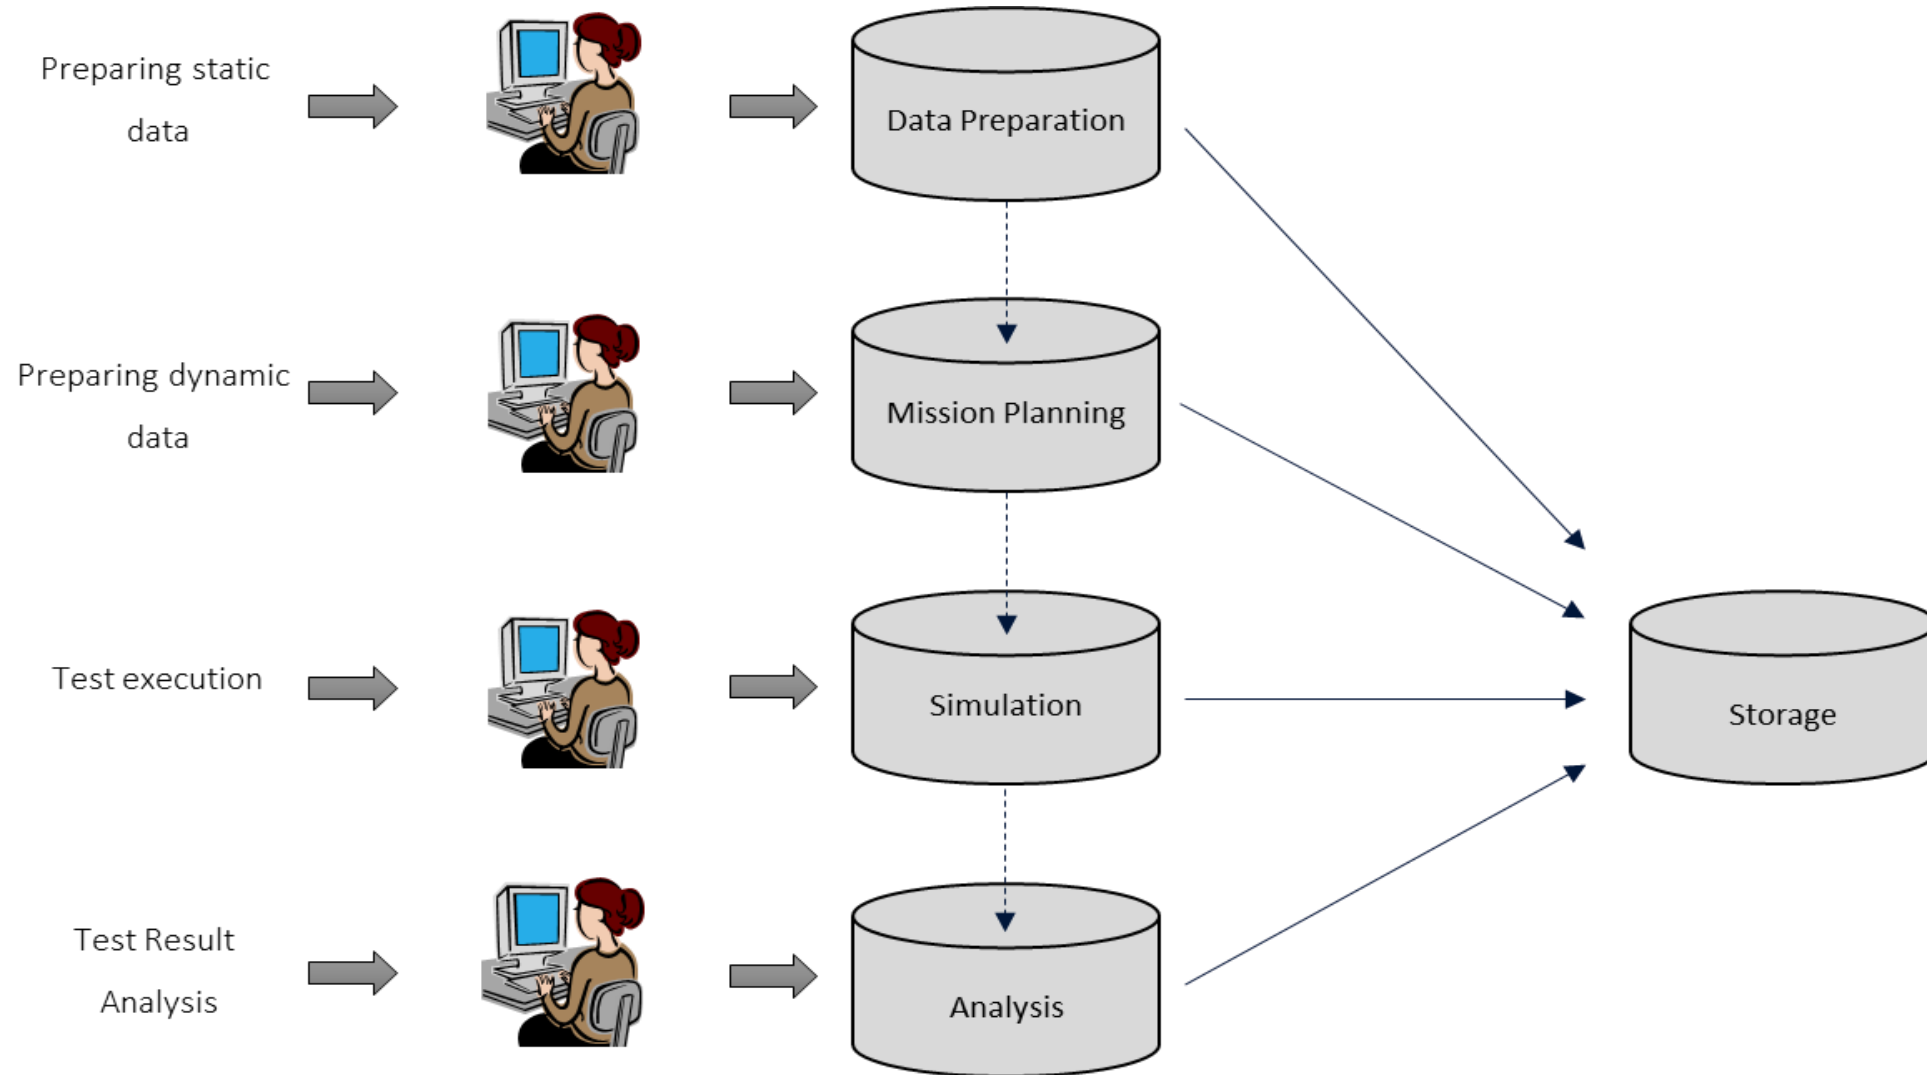 Preparing static
data
Data Preparation
Preparing dynamic
data
Mission Planning
Test execution
Simulation
Storage
Test Result
Analysis
Analysis